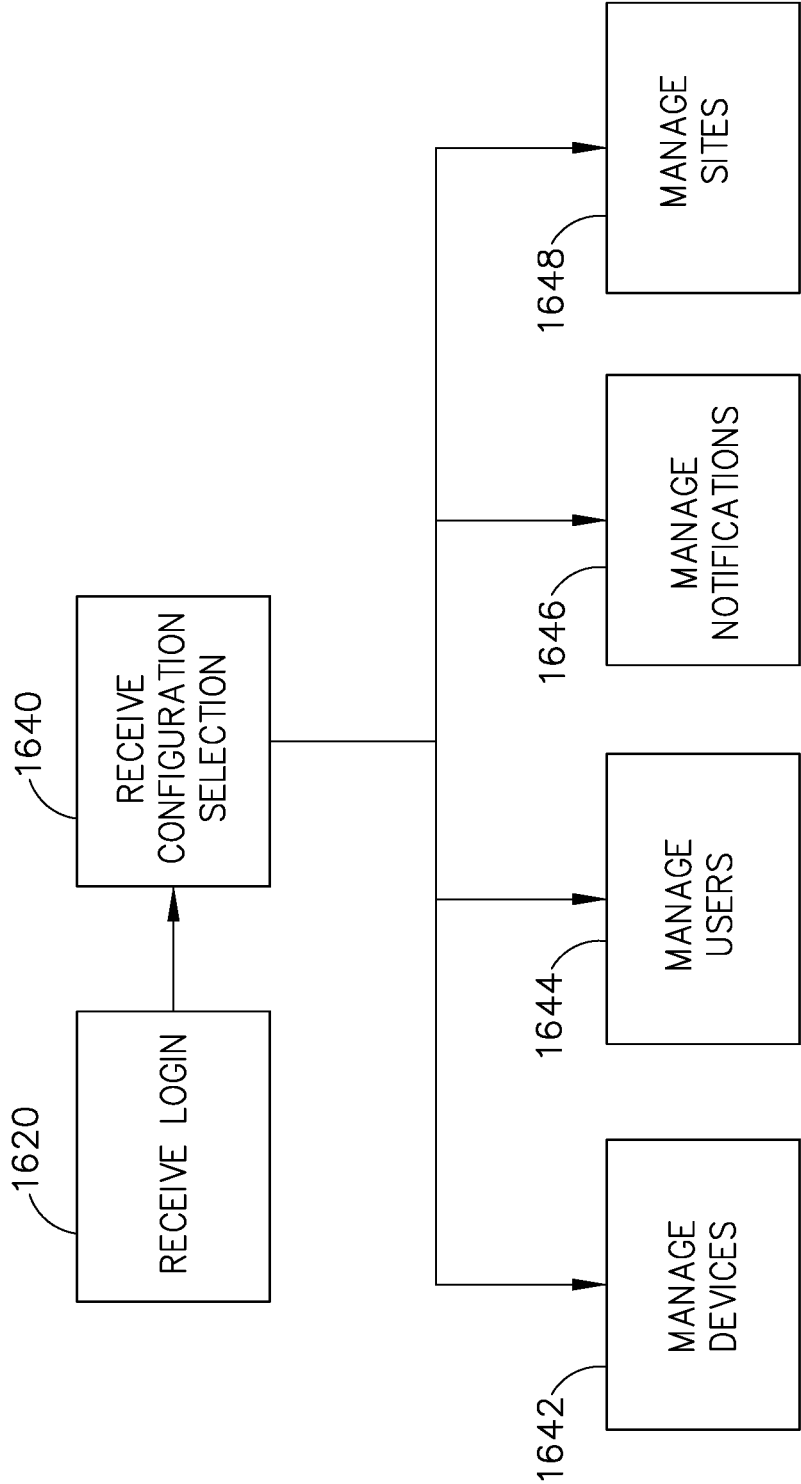 1620
RECEIVE LOGIN
1640
RECEIVE
CONFIGURATION
SELECTION
1642
MANAGE
DEVICES
1644
MANAGE
USERS
1646
MANAGE
NOTIFICATIONS
1648
MANAGE
SITES